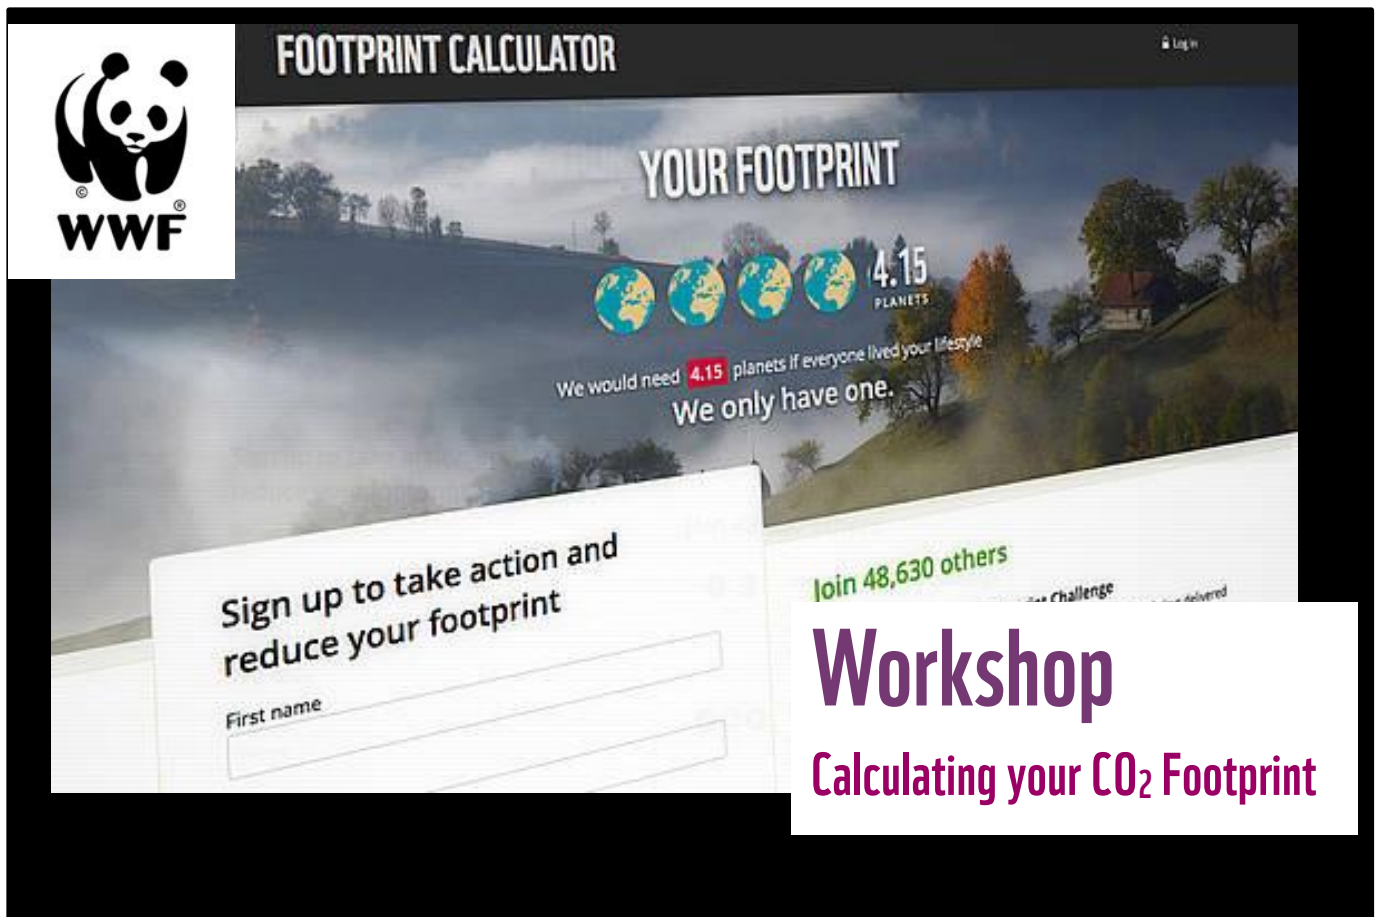 FOOTPRINT CALCULATOR
Log in
© ®
WWF
YOUR FOOTPRINT
4.15
PLANETS
We would need 4.15 planets if everyone lived your lifestyle
We only have one.
Sign up to take action and
reduce your footprint
First name
Join 48,630 others
Challenge
delivered
Workshop
Calculating your CO₂ Footprint